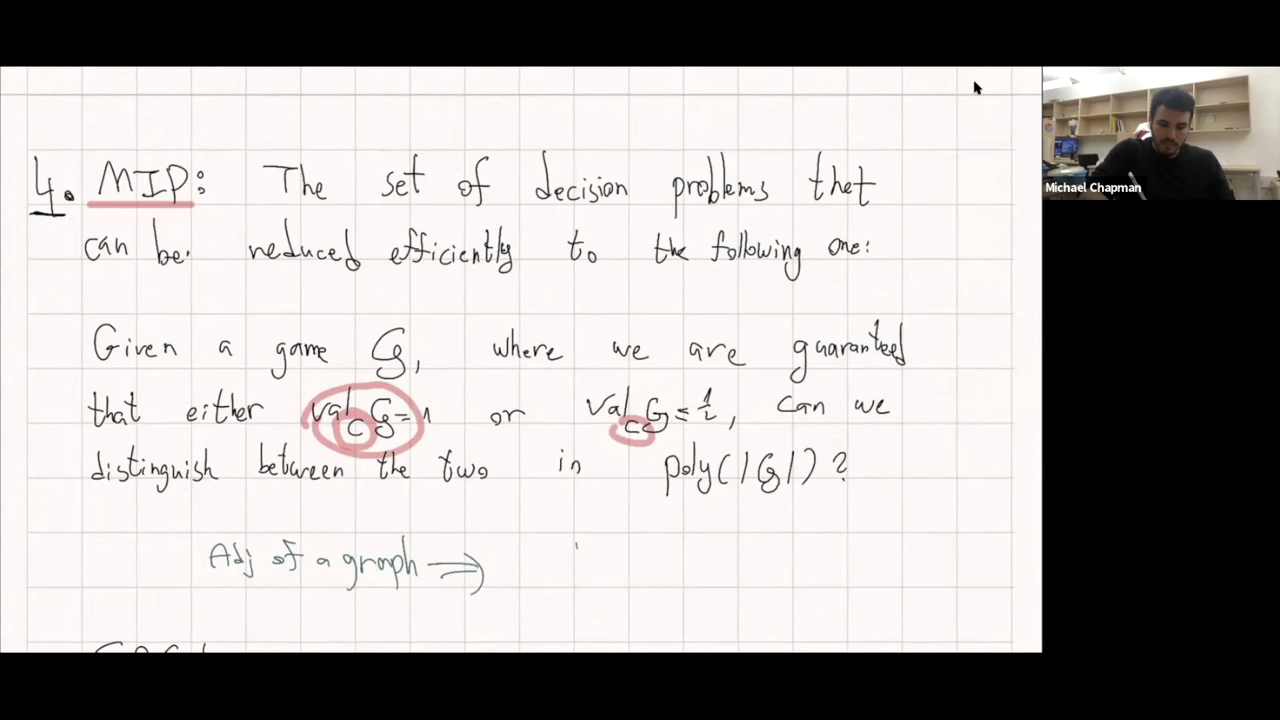 4. MIP: The set of decision problems that
can be reduced efficiently to the following one:
Given a game G, where we are guaranteed
that either val_C G = 1 or val_C G ≤ 1/2, can we
distinguish between the two in poly(|G|)?
Adj of a graph ⇒
Michael Chapman